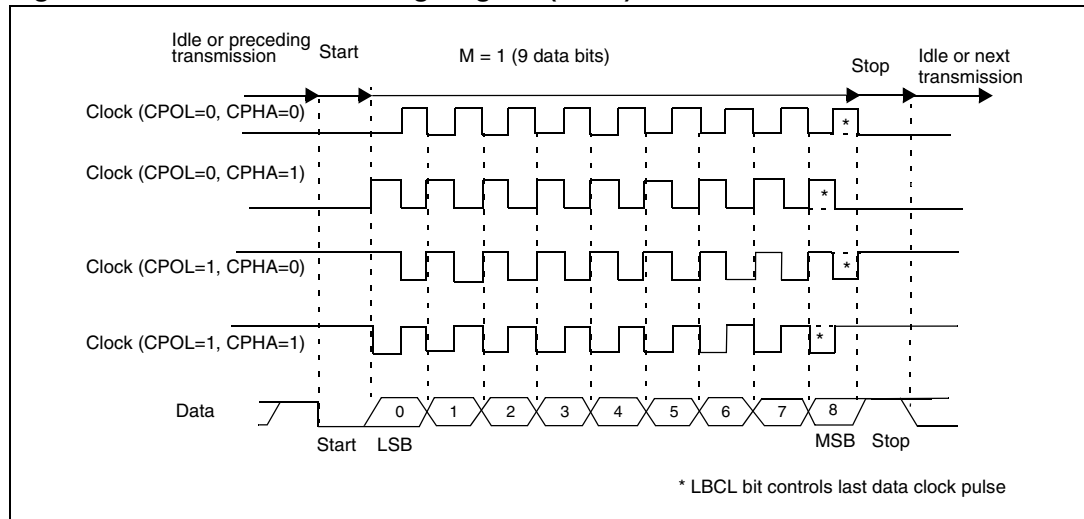 Idle or preceding
transmission
Start
M = 1 (9 data bits)
Stop
Idle or next
transmission
Clock (CPOL=0, CPHA=0)
*
Clock (CPOL=0, CPHA=1)
*
Clock (CPOL=1, CPHA=0)
*
Clock (CPOL=1, CPHA=1)
*
Data
0 1 2 3 4 5 6 7 8
Start LSB MSB Stop
* LBCL bit controls last data clock pulse